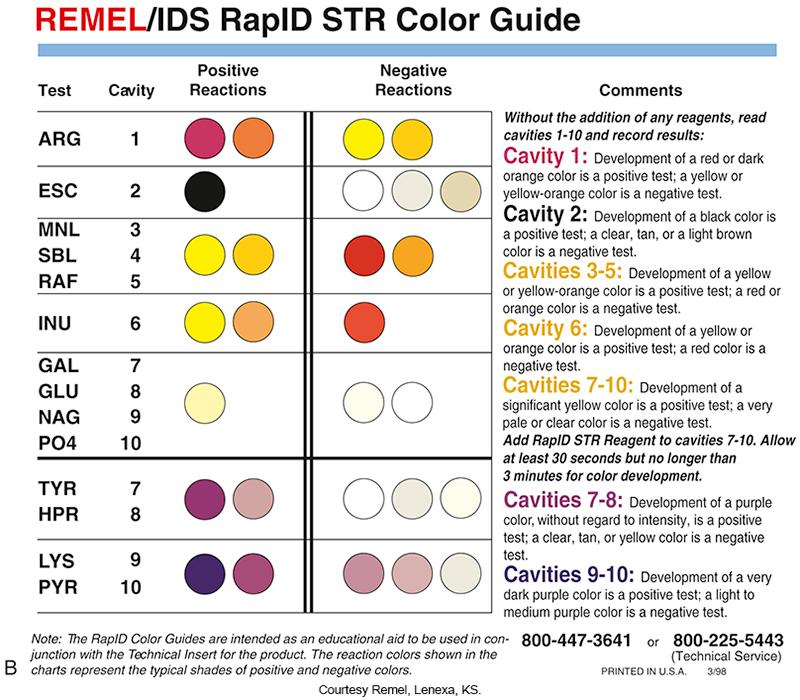 REMEL/IDS RapID STR Color Guide
Test
Cavity
Positive
Reactions
Negative
Reactions
Comments
ARG 1
ESC 2
MNL 3
SBL 4
RAF 5
INU 6
GAL 7
GLU 8
NAG 9
PO4 10
TYR 7
HPR 8
LYS 9
PYR 10
Without the addition of any reagents, read
cavities 1-10 and record results:
Cavity 1: Development of a red or dark
orange color is a positive test; a yellow or
yellow-orange color is a negative test.
Cavity 2: Development of a black color is
a positive test; a clear, tan, or a light brown
color is a negative test.
Cavities 3-5: Development of a yellow
or yellow-orange color is a positive test; a red or
orange color is a negative test.
Cavity 6: Development of a yellow or
orange color is a positive test; a red color is a
negative test.
Cavities 7-10: Development of a
significant yellow color is a positive test; a very
pale or clear color is a negative test.
Add RapID STR Reagent to cavities 7-10. Allow
at least 30 seconds but no longer than
3 minutes for color development.
Cavities 7-8: Development of a purple
color, without regard to intensity, is a positive
test; a clear, tan, or yellow color is a negative
test.
Cavities 9-10: Development of a very
dark purple color is a positive test; a light to
medium purple color is a negative test.
Note: The RapID Color Guides are intended as an educational aid to be used in con-
junction with the Technical Insert for the product. The reaction colors shown in the
charts represent the typical shades of positive and negative colors.
800-447-3641 or 800-225-5443
(Technical Service)
PRINTED IN U.S.A. 3/98
B
Courtesy Remel, Lenexa, KS.